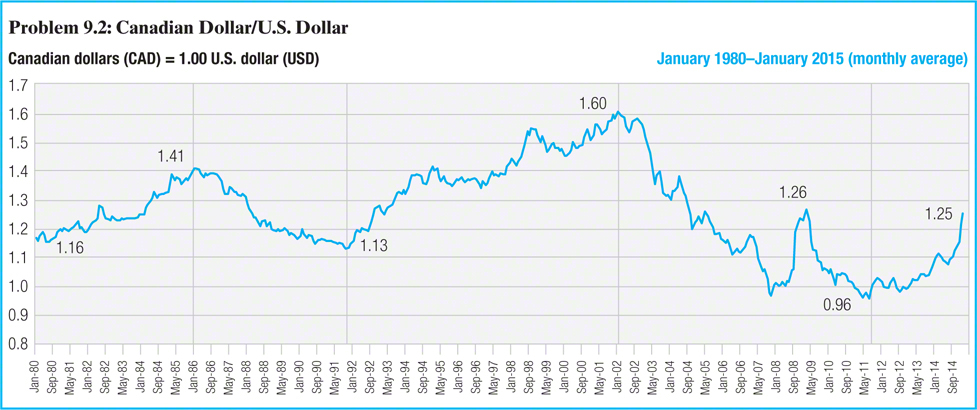 Problem 9.2: Canadian Dollar/U.S. Dollar
Canadian dollars (CAD) = 1.00 U.S. dollar (USD)
January 1980–January 2015 (monthly average)
1.7
1.6
1.5
1.4
1.3
1.2
1.1
1.0
0.9
0.8
1.16
1.41
1.13
1.60
1.26
0.96
1.25
Jan-80
Sep-80
May-81
Jan-82
Sep-82
May-83
Jan-84
Sep-84
May-85
Jan-86
Sep-86
May-87
Jan-88
Sep-88
May-89
Jan-90
Sep-90
May-91
Jan-92
Sep-92
May-93
Jan-94
Sep-94
May-95
Jan-96
Sep-96
May-97
Jan-98
Sep-98
May-99
Jan-00
Sep-00
May-01
Jan-02
Sep-02
May-03
Jan-04
Sep-04
May-05
Jan-06
Sep-06
May-07
Jan-08
Sep-08
May-09
Jan-10
Sep-10
May-11
Jan-12
Sep-12
May-13
Jan-14
Sep-14